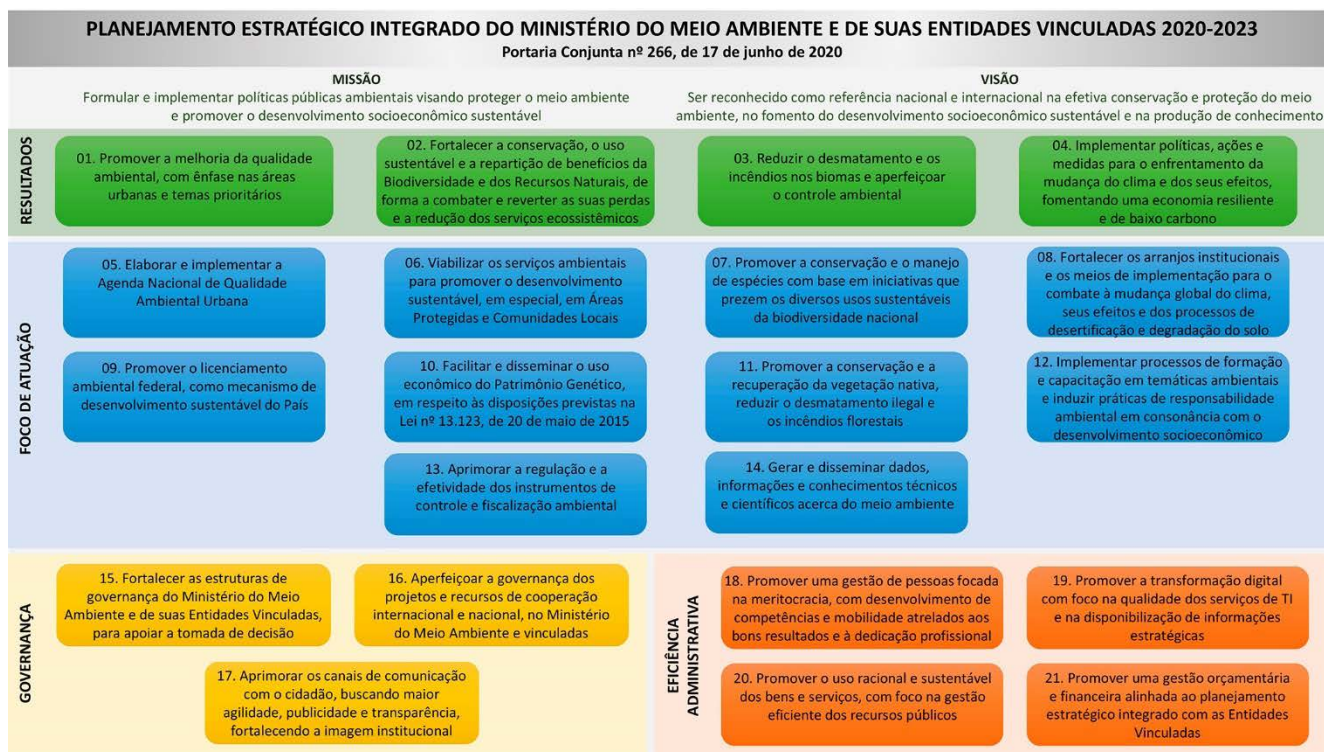 PLANEJAMENTO ESTRATÉGICO INTEGRADO DO MINISTÉRIO DO MEIO AMBIENTE E DE SUAS ENTIDADES VINCULADAS 2020-2023
Portaria Conjunta nº 266, de 17 de junho de 2020
MISSÃO
Formular e implementar políticas públicas ambientais visando proteger o meio ambiente
e promover o desenvolvimento socioeconômico sustentável
VISÃO
Ser reconhecido como referência nacional e internacional na efetiva conservação e proteção do meio
ambiente, no fomento do desenvolvimento socioeconômico sustentável e na produção de conhecimento
RESULTADOS
01. Promover a melhoria da qualidade
ambiental, com ênfase nas áreas
urbanas e temas prioritários
02. Fortalecer a conservação, o uso
sustentável e a repartição de benefícios da
Biodiversidade e dos Recursos Naturais, de
forma a combater e reverter as suas perdas
e a redução dos serviços ecossistêmicos
03. Reduzir o desmatamento e os
incêndios nos biomas e aperfeiçoar
o controle ambiental
04. Implementar políticas, ações e
medidas para o enfrentamento da
mudança do clima e dos seus efeitos,
fomentando uma economia resiliente
e de baixo carbono
FOCO DE ATUAÇÃO
05. Elaborar e implementar a
Agenda Nacional de Qualidade
Ambiental Urbana
06. Viabilizar os serviços ambientais
para promover o desenvolvimento
sustentável, em especial, em Áreas
Protegidas e Comunidades Locais
07. Promover a conservação e o manejo
de espécies com base em iniciativas que
prezem os diversos usos sustentáveis
da biodiversidade nacional
08. Fortalecer os arranjos institucionais
e os meios de implementação para o
combate à mudança global do clima,
seus efeitos e dos processos de
desertificação e degradação do solo
09. Promover o licenciamento
ambiental federal, como mecanismo de
desenvolvimento sustentável do País
10. Facilitar e disseminar o uso
econômico do Patrimônio Genético,
em respeito às disposições previstas na
Lei nº 13.123, de 20 de maio de 2015
11. Promover a conservação e a
recuperação da vegetação nativa,
reduzir o desmatamento ilegal e
os incêndios florestais
12. Implementar processos de formação
e capacitação em temáticas ambientais
e induzir práticas de responsabilidade
ambiental em consonância com o
desenvolvimento socioeconômico
13. Aprimorar a regulação e a
efetividade dos instrumentos de
controle e fiscalização ambiental
14. Gerar e disseminar dados,
informações e conhecimentos técnicos
e científicos acerca do meio ambiente
GOVERNANÇA
15. Fortalecer as estruturas de
governança do Ministério do Meio
Ambiente e de suas Entidades Vinculadas,
para apoiar a tomada de decisão
16. Aperfeiçoar a governança dos
projetos e recursos de cooperação
internacional e nacional, no Ministério
do Meio Ambiente e vinculadas
17. Aprimorar os canais de comunicação
com o cidadão, buscando maior
agilidade, publicidade e transparência,
fortalecendo a imagem institucional
EFICIÊNCIA
ADMINISTRATIVA
18. Promover uma gestão de pessoas focada
na meritocracia, com desenvolvimento de
competências e mobilidade atrelados aos
bons resultados e à dedicação profissional
19. Promover a transformação digital
com foco na qualidade dos serviços de TI
e na disponibilização de informações
estratégicas
20. Promover o uso racional e sustentável
dos bens e serviços, com foco na gestão
eficiente dos recursos públicos
21. Promover uma gestão orçamentária
e financeira alinhada ao planejamento
estratégico integrado com as Entidades
Vinculadas